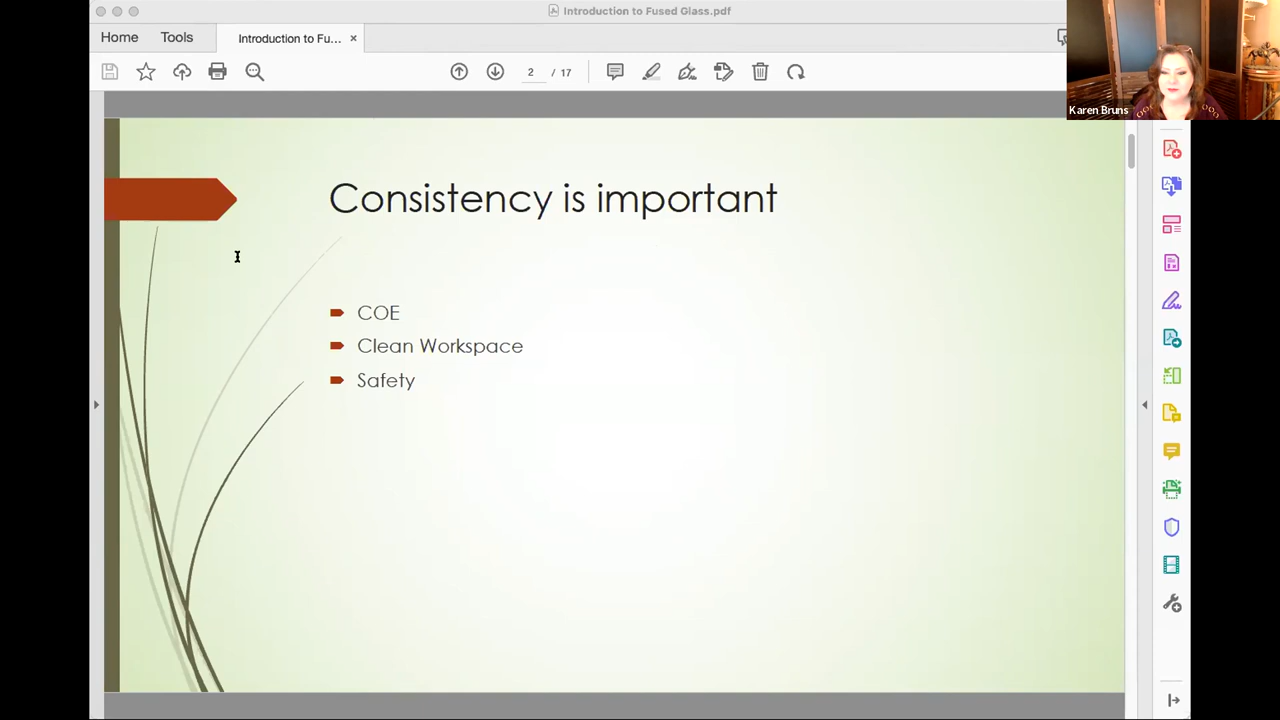 Introduction to Fused Glass.pdf
Home Tools Introduction to Fu... ×
2 / 17
Karen Bruns
Consistency is important
COE
Clean Workspace
Safety